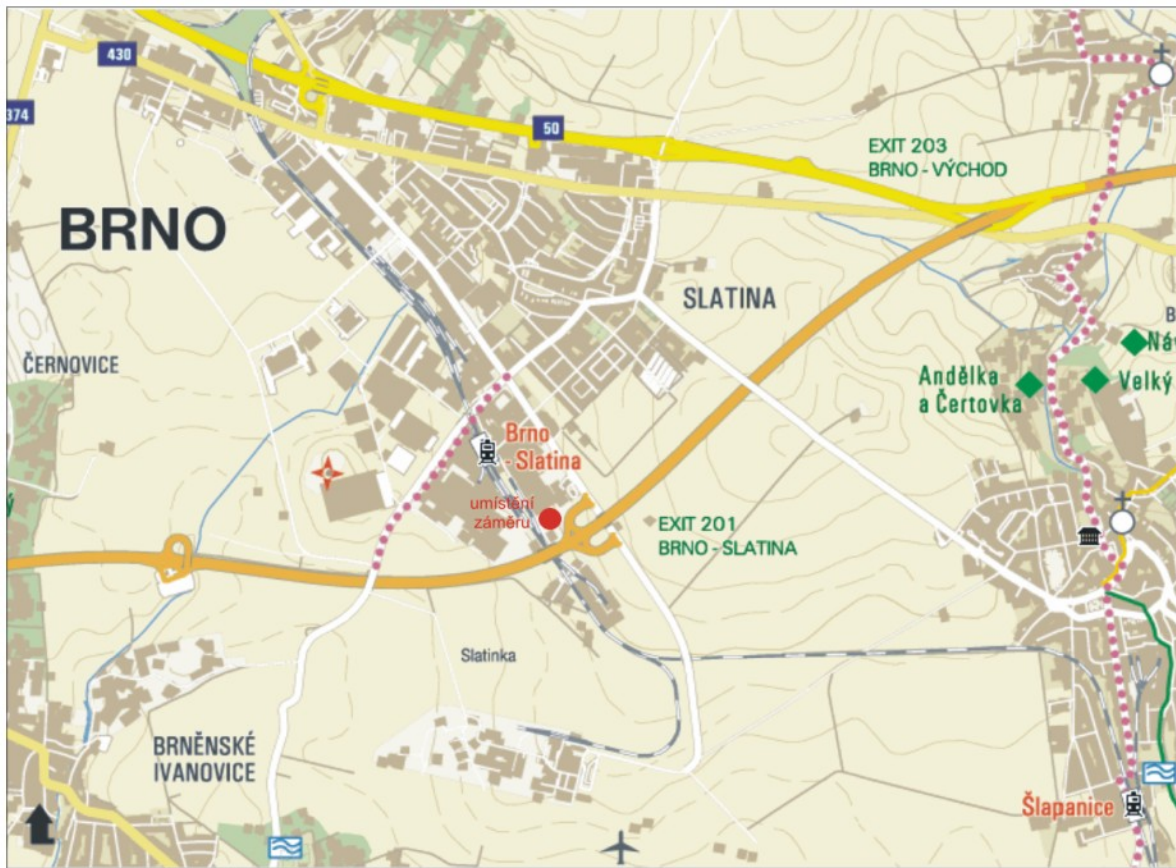 430
374
50
EXIT 203
BRNO - VÝCHOD
BRNO
SLATINA
ČERNOVICE
Andělka
a Čertovka
Velký
Brno
- Slatina
umístění
záměru
EXIT 201
BRNO - SLATINA
Slatinka
BRNĚNSKÉ
IVANOVICE
Šlapanice